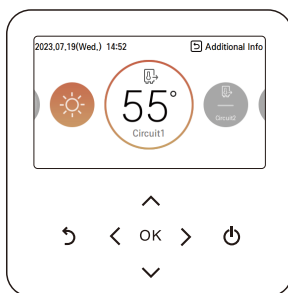 2023,07,19(Wed,) 14:52
Additional Info
55°
Circuit1
Circuit2
OK